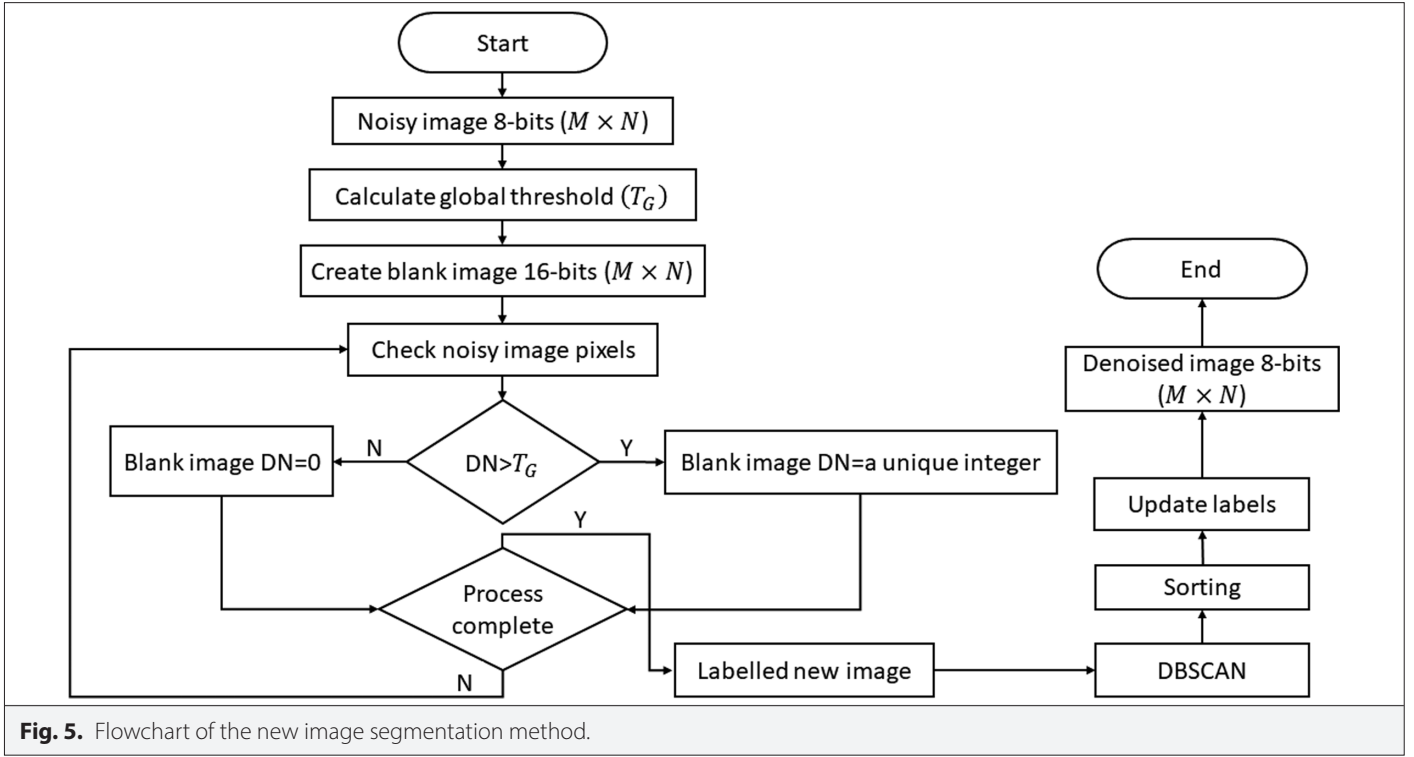 Start
Noisy image 8-bits (M × N)
Calculate global threshold (T_G)
Create blank image 16-bits (M × N)
Check noisy image pixels
DN>T_G
N
Y
Blank image DN=0
Blank image DN=a unique integer
Process
complete
Y
N
Labelled new image
DBSCAN
Sorting
Update labels
Denoised image 8-bits
(M × N)
End
Fig. 5. Flowchart of the new image segmentation method.